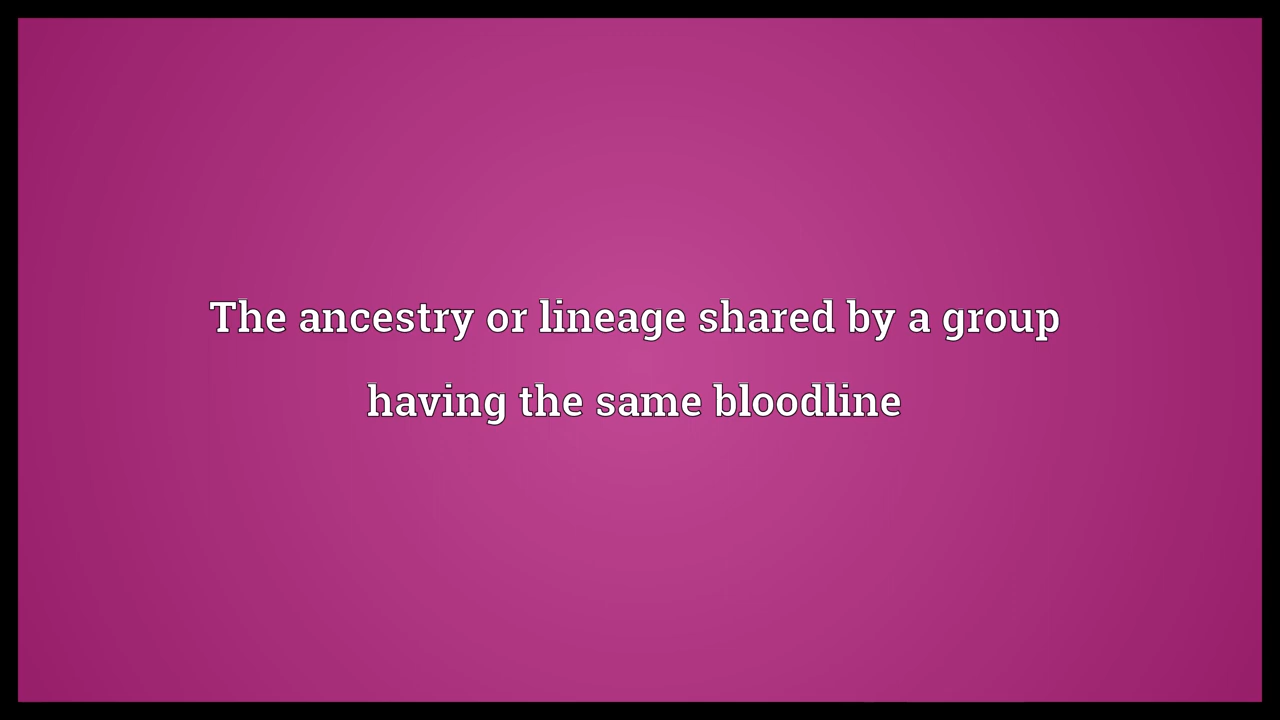 The ancestry or lineage shared by a group
having the same bloodline